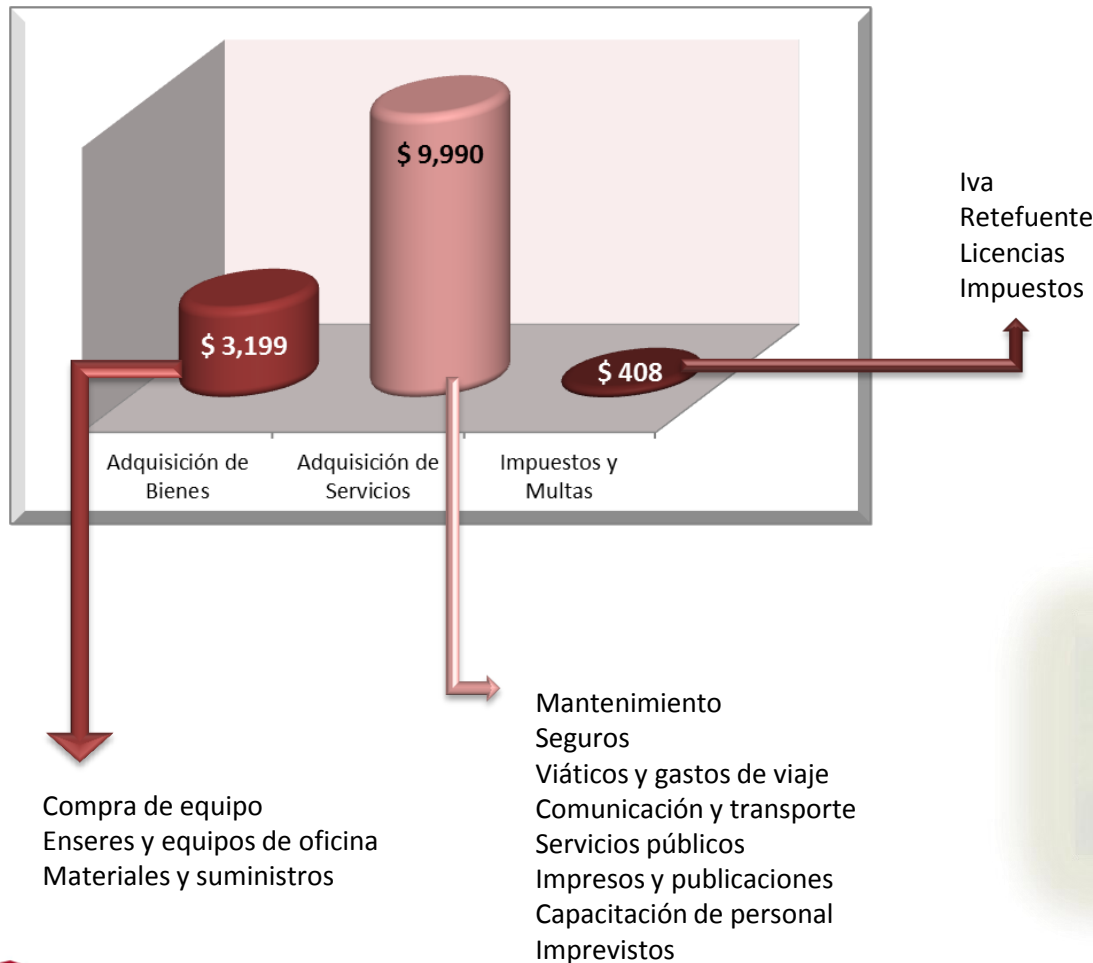 $ 9,990
$ 3,199
$ 408
Adquisición de
Bienes
Adquisición de
Servicios
Impuestos y
Multas
Iva
Retefuente
Licencias
Impuestos
Compra de equipo
Enseres y equipos de oficina
Materiales y suministros
Mantenimiento
Seguros
Viáticos y gastos de viaje
Comunicación y transporte
Servicios públicos
Impresos y publicaciones
Capacitación de personal
Imprevistos